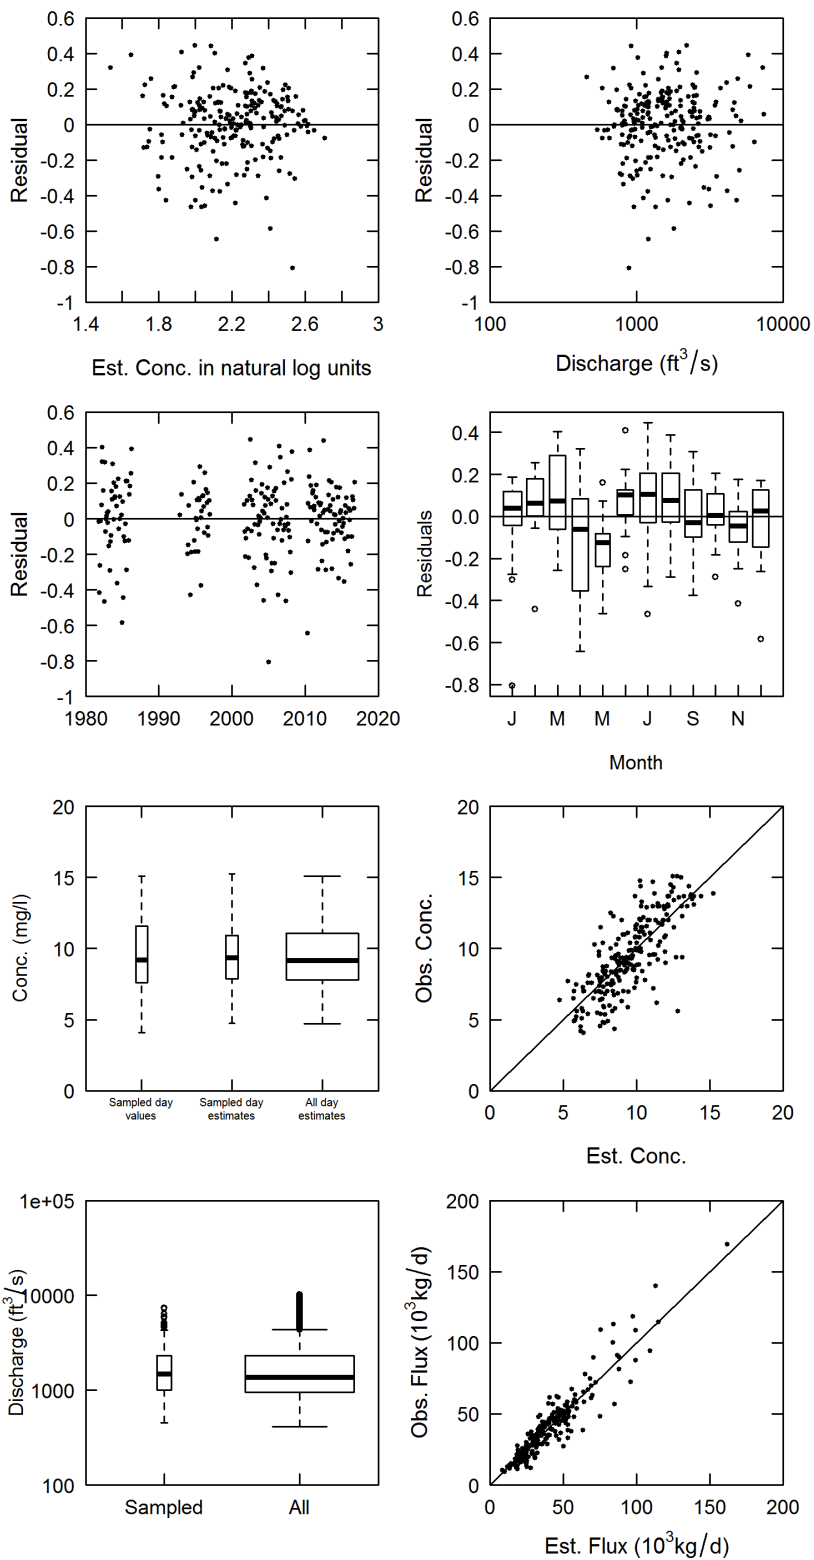 0.6
0.4
0.2
0
-0.2
-0.4
-0.6
-0.8
-1
Residual
1.4 1.8 2.2 2.6 3
Est. Conc. in natural log units
0.6
0.4
0.2
0
-0.2
-0.4
-0.6
-0.8
-1
Residual
100 1000 10000
Discharge (ft3/s)
0.6
0.4
0.2
0
-0.2
-0.4
-0.6
-0.8
-1
Residual
1980 1990 2000 2010 2020
0.4
0.2
0.0
-0.2
-0.4
-0.6
-0.8
Residuals
J M M J S N
Month
20
15
10
5
0
Conc. (mg/l)
Sampled day Sampled day All day
values estimates estimates
20
15
10
5
0
Obs. Conc.
0 5 10 15 20
Est. Conc.
1e+05
10000
1000
100
Discharge (ft3/s)
Sampled All
200
150
100
50
0
Obs. Flux (103kg/d)
0 50 100 150 200
Est. Flux (103kg/d)